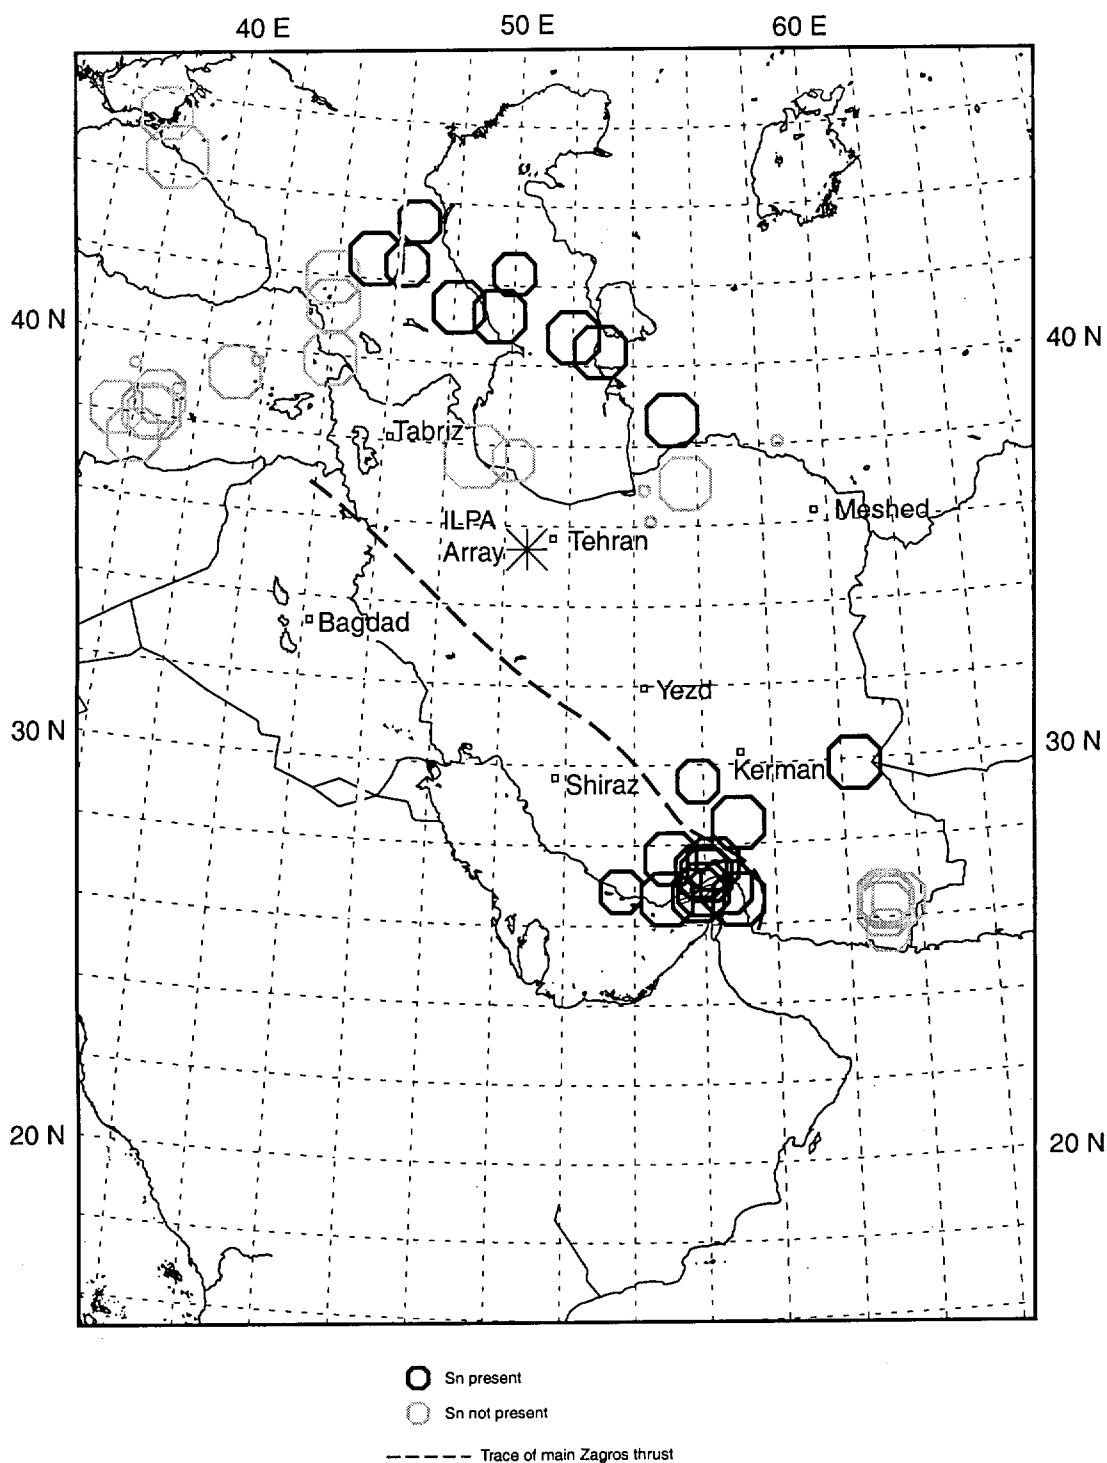 40 E 50 E 60 E
40 N
40 N
Tabriz
ILPA
Array
Tehran
Meshed
Bagdad
Yezd
30 N
30 N
Kerman
Shiraz
20 N
20 N
Sn present
Sn not present
Trace of main Zagros thrust